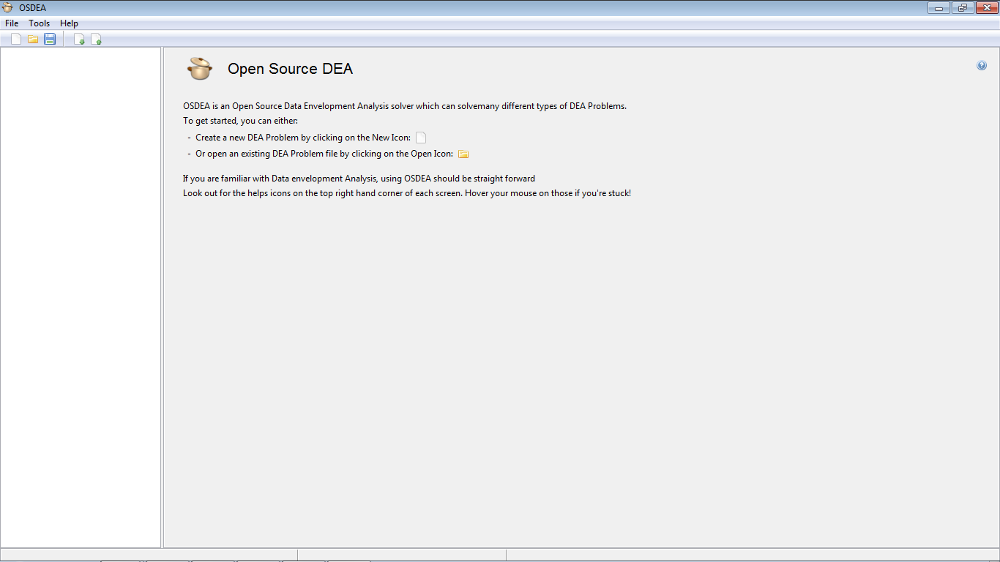 OSDEA
File Tools Help
Open Source DEA
OSDEA is an Open Source Data Envelopment Analysis solver which can solvemany different types of DEA Problems.
To get started, you can either:
- Create a new DEA Problem by clicking on the New Icon:
- Or open an existing DEA Problem file by clicking on the Open Icon:
If you are familiar with Data envelopment Analysis, using OSDEA should be straight forward
Look out for the helps icons on the top right hand corner of each screen. Hover your mouse on those if you're stuck!